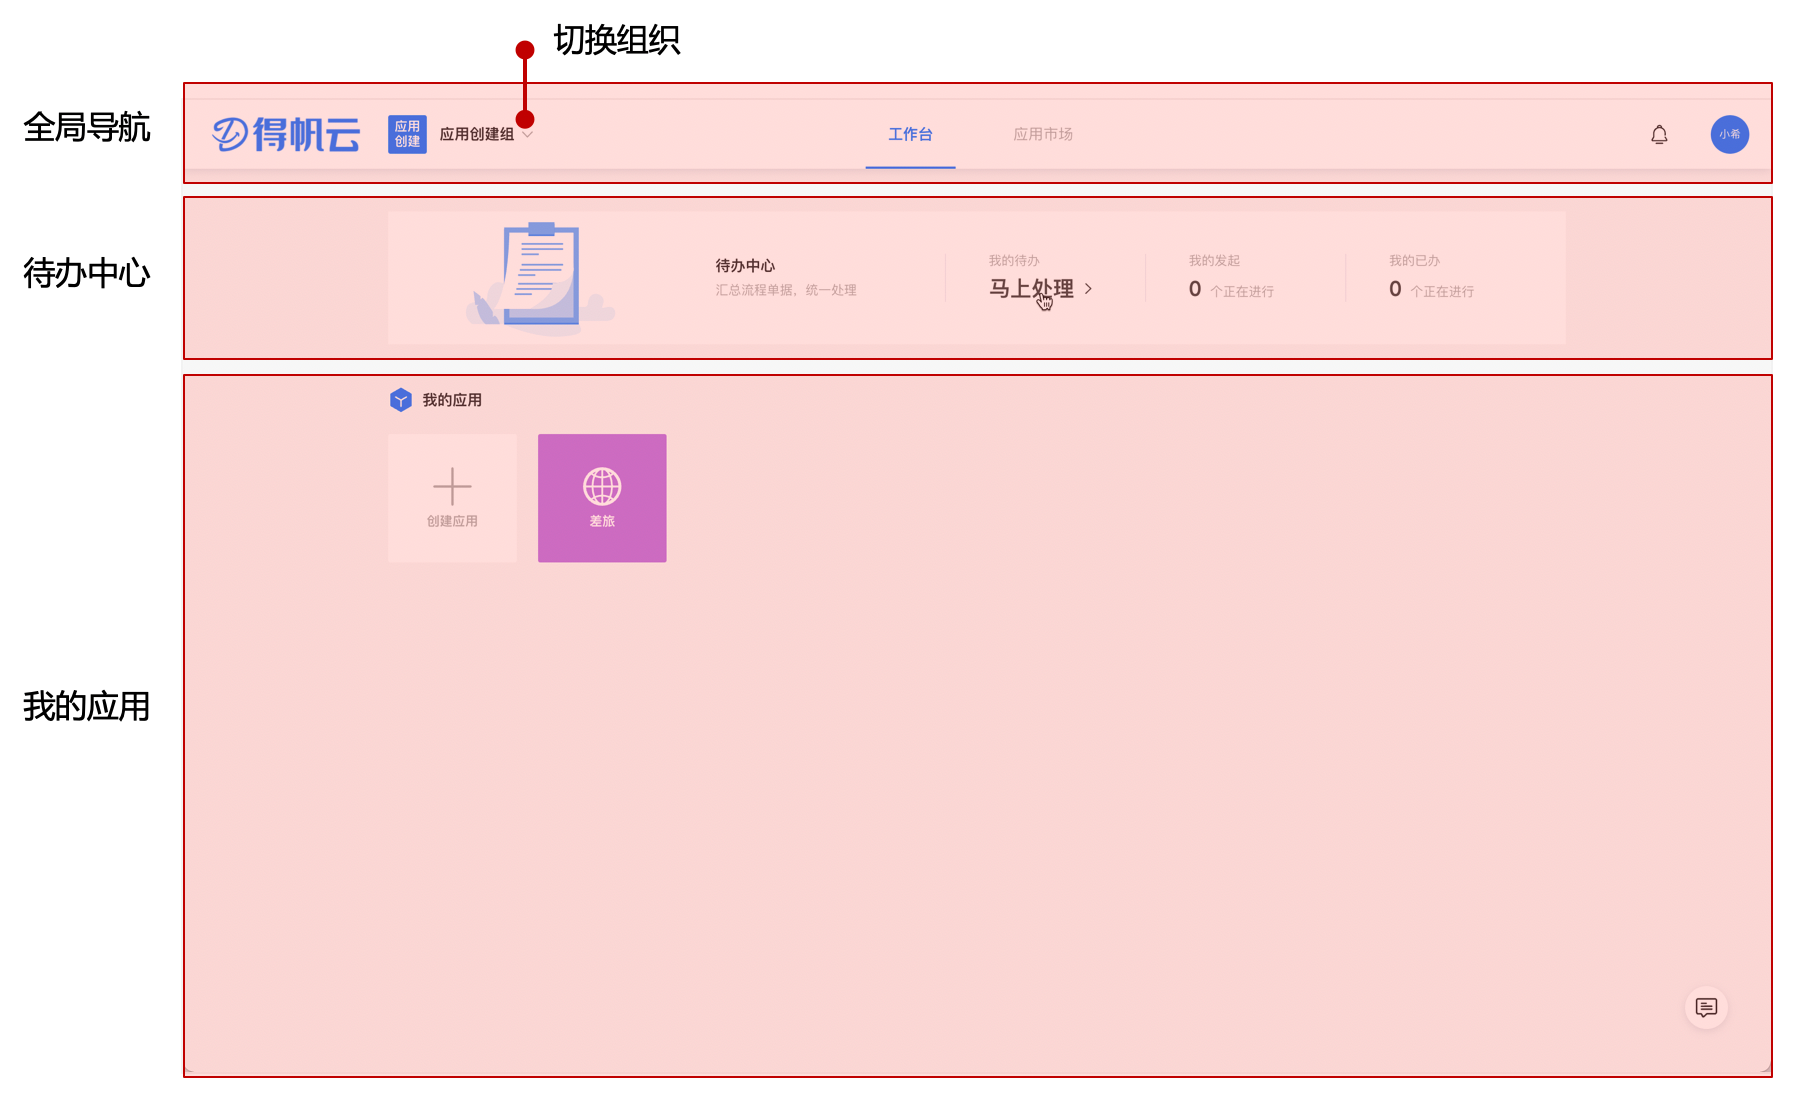 切换组织
全局导航
得帆云
应用
创建
应用创建组
工作台
应用市场
小希
待办中心
待办中心
汇总流程单据，统一处理
我的待办
马上处理
我的发起
0 个正在进行
我的已办
0 个正在进行
我的应用
创建应用
差旅
我的应用